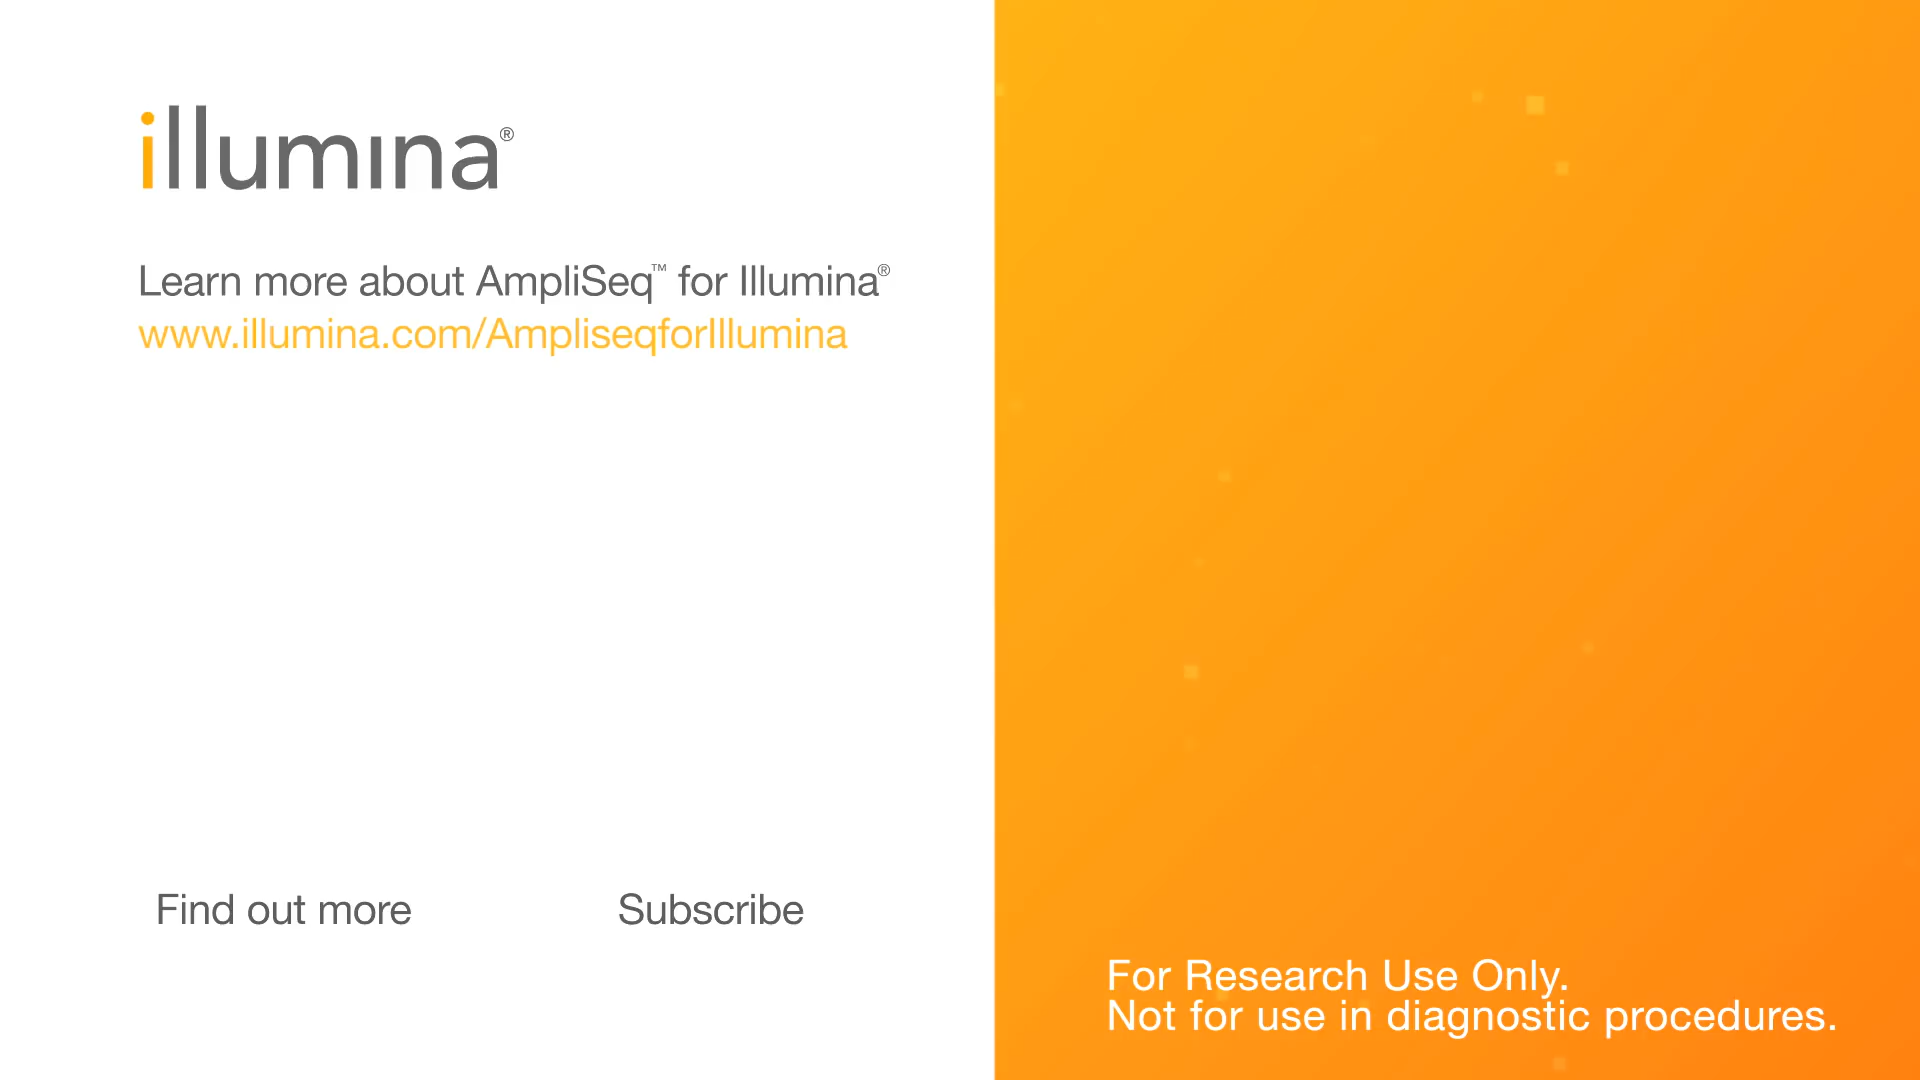 illumina®
Learn more about AmpliSeq™ for Illumina®
www.illumina.com/AmpliseqforIllumina
Find out more
Subscribe
For Research Use Only.
Not for use in diagnostic procedures.